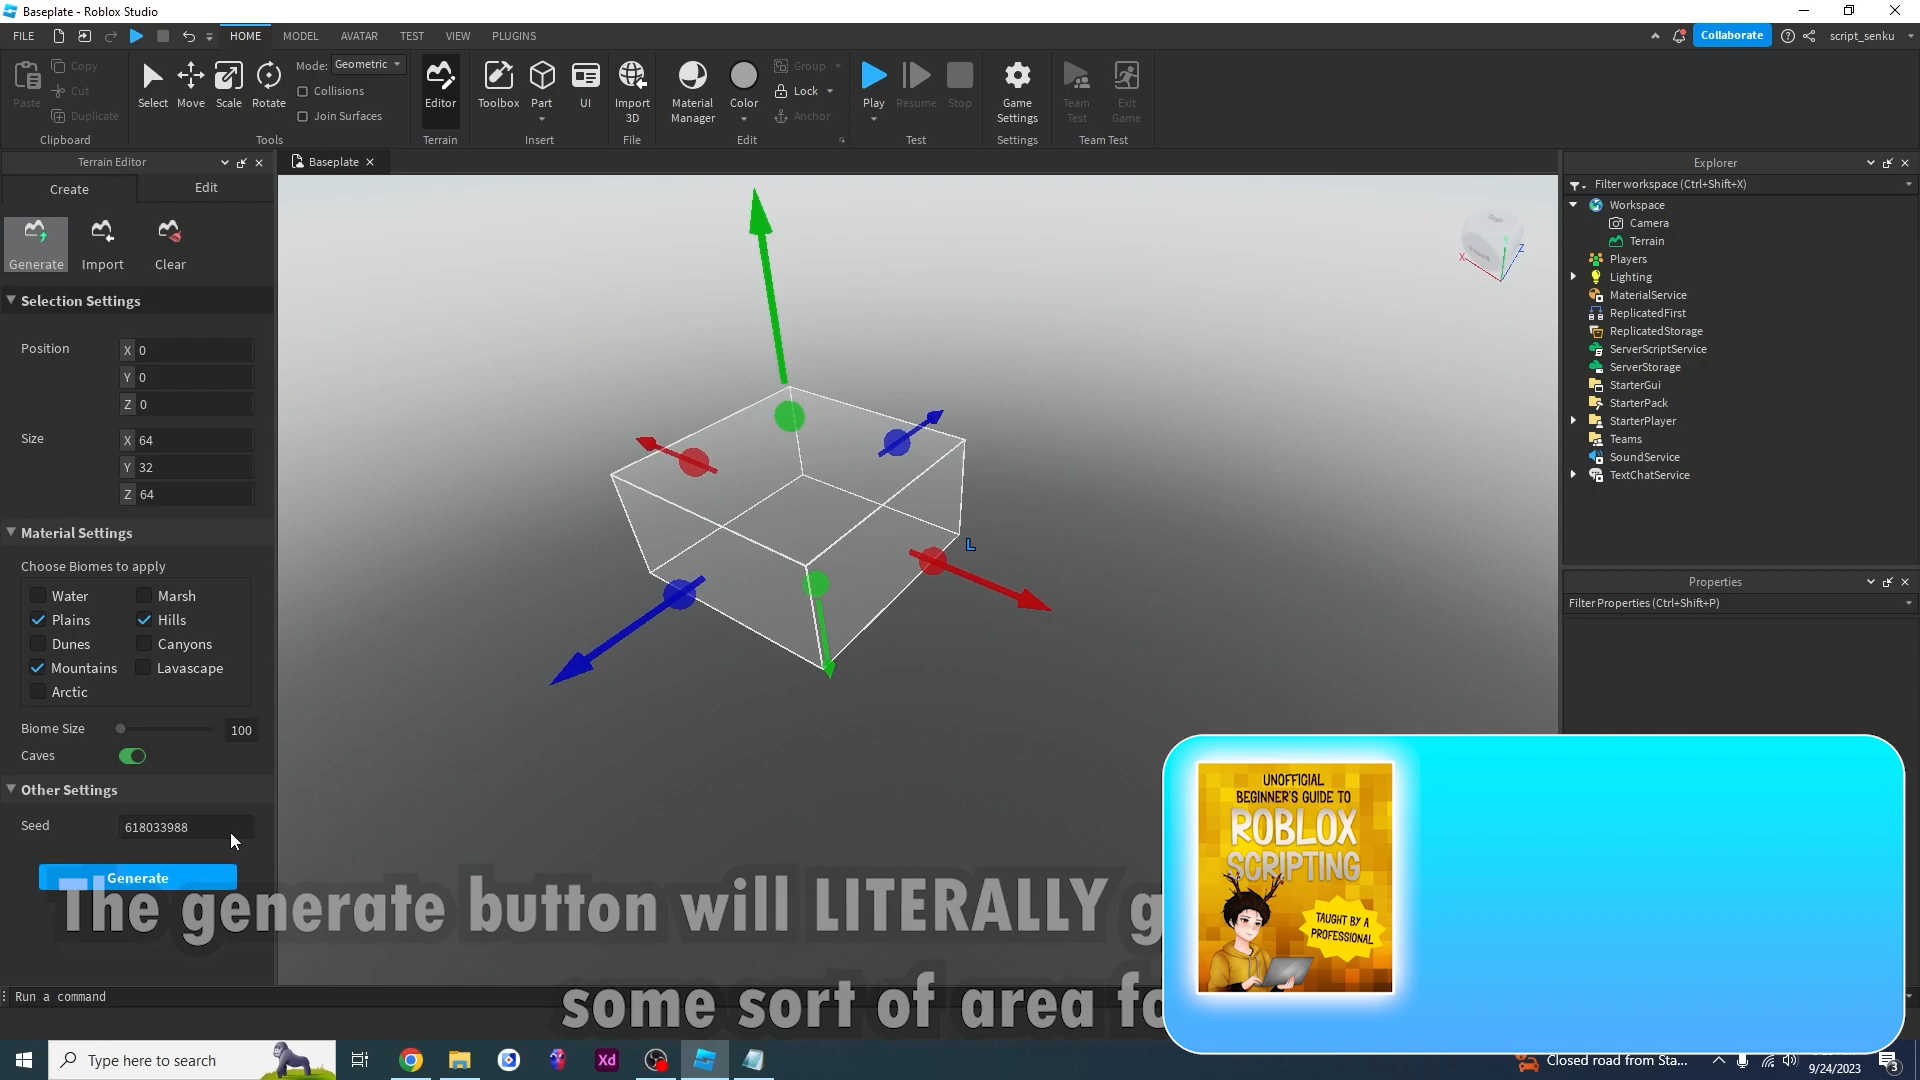 Baseplate - Roblox Studio
FILE HOME MODEL AVATAR TEST VIEW PLUGINS Collaborate script_senku
Paste Copy Cut Duplicate Clipboard
Select Move Scale Rotate Mode: Geometric Collisions Join Surfaces Tools
Editor Terrain
Toolbox Part UI Insert
Import 3D File
Material Manager Color Group Lock Anchor Edit
Play Resume Stop Test
Game Settings Settings
Team Test Exit Game Team Test
Terrain Editor
Baseplate
Explorer
Create Edit
Filter workspace (Ctrl+Shift+X)
Generate Import Clear
Selection Settings
Position X 0
Y 0
Z 0
Size X 64
Y 32
Z 64
Material Settings
Choose Biomes to apply
Water Marsh
Plains Hills
Dunes Canyons
Mountains Lavascape
Arctic
Biome Size 100
Caves
Other Settings
Seed 618033988
Generate
X Z
L
Workspace
Camera
Terrain
Players
Lighting
MaterialService
ReplicatedFirst
ReplicatedStorage
ServerScriptService
ServerStorage
StarterGui
StarterPack
StarterPlayer
Teams
SoundService
TextChatService
Properties
Filter Properties (Ctrl+Shift+P)
The generate button will LITERALLY g
some sort of area fo
UNOFFICIAL
BEGINNER'S GUIDE TO
ROBLOX
SCRIPTING
TAUGHT BY A
PROFESSIONAL
Run a command
Type here to search
Xd
Closed road from Sta...
9/24/2023
3